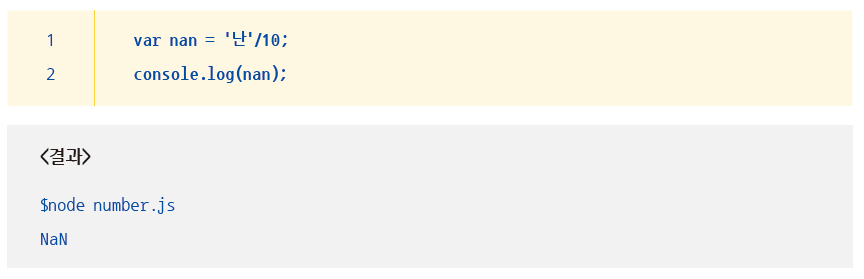 1 var nan = '난'/10;
2 console.log(nan);
<결과>
$node number.js
NaN